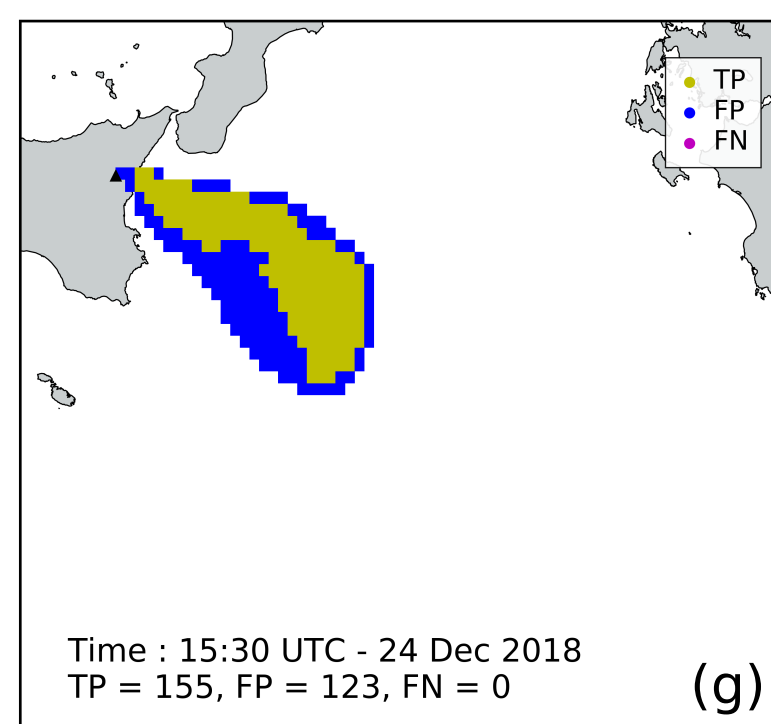 TP
FP
FN
Time : 15:30 UTC - 24 Dec 2018
TP = 155, FP = 123, FN = 0
(g)